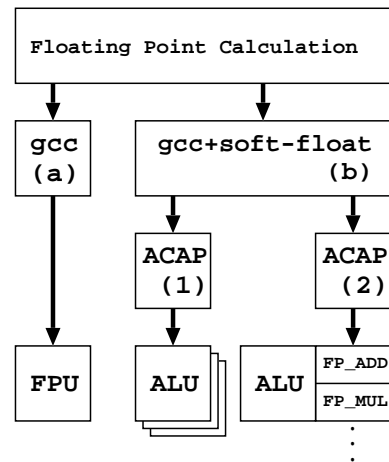 Floating Point Calculation
gcc
(a)
gcc+soft-float
(b)
ACAP
(1)
ACAP
(2)
FPU
ALU
ALU
FP_ADD
FP_MUL